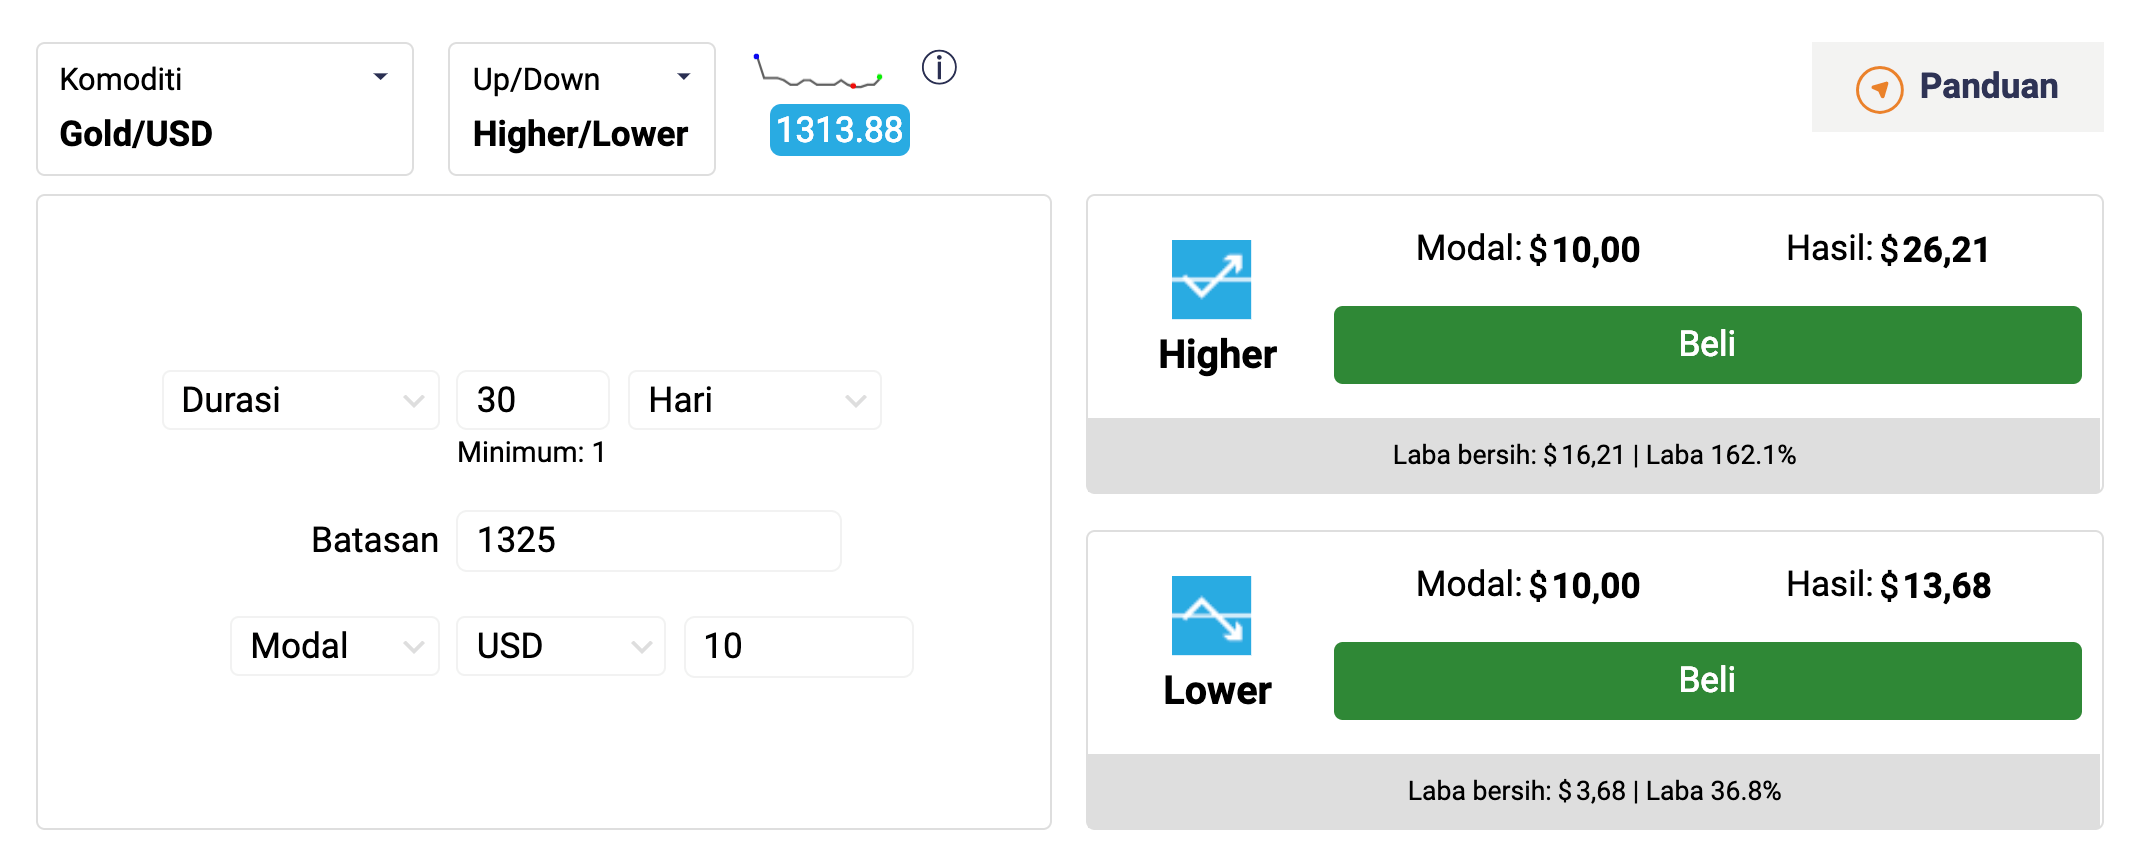 Komoditi
Gold/USD
Up/Down
Higher/Lower
1313.88
Panduan
Durasi 30 Hari
Minimum: 1
Batasan 1325
Modal USD 10
Modal: $ 10,00 Hasil: $ 26,21
Higher
Beli
Laba bersih: $ 16,21 | Laba 162.1%
Modal: $ 10,00 Hasil: $ 13,68
Lower
Beli
Laba bersih: $ 3,68 | Laba 36.8%